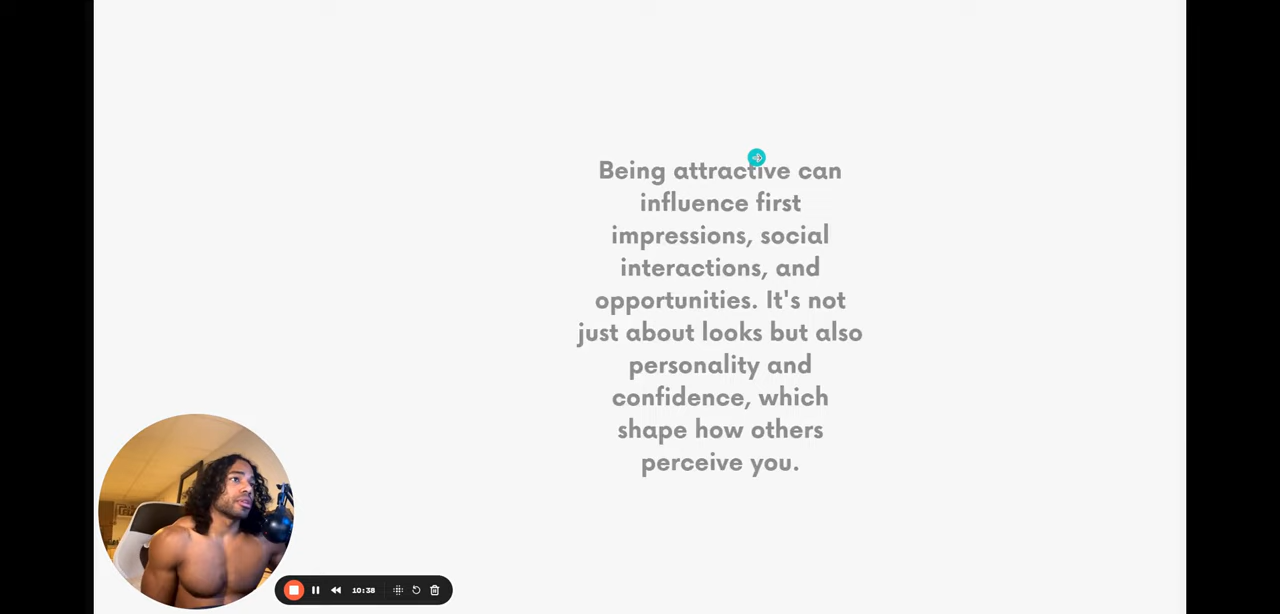 Being attractive can
influence first
impressions, social
interactions, and
opportunities. It's not
just about looks but also
personality and
confidence, which
shape how others
perceive you.
10:38